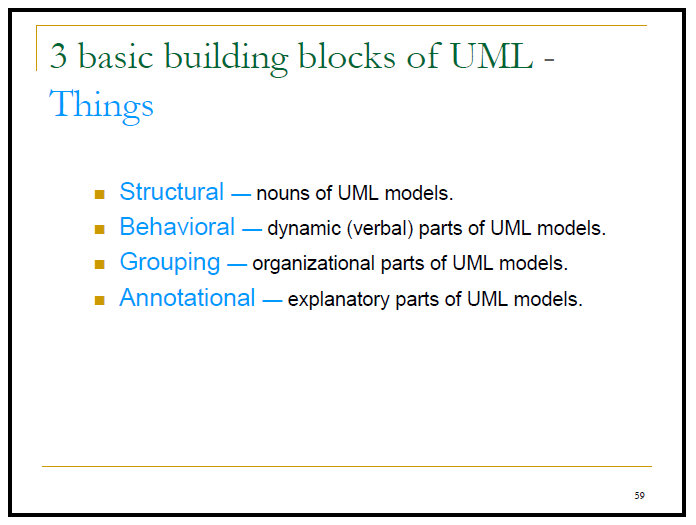 3 basic building blocks of UML -
Things
■ Structural — nouns of UML models.
■ Behavioral — dynamic (verbal) parts of UML models.
■ Grouping — organizational parts of UML models.
■ Annotational — explanatory parts of UML models.
59